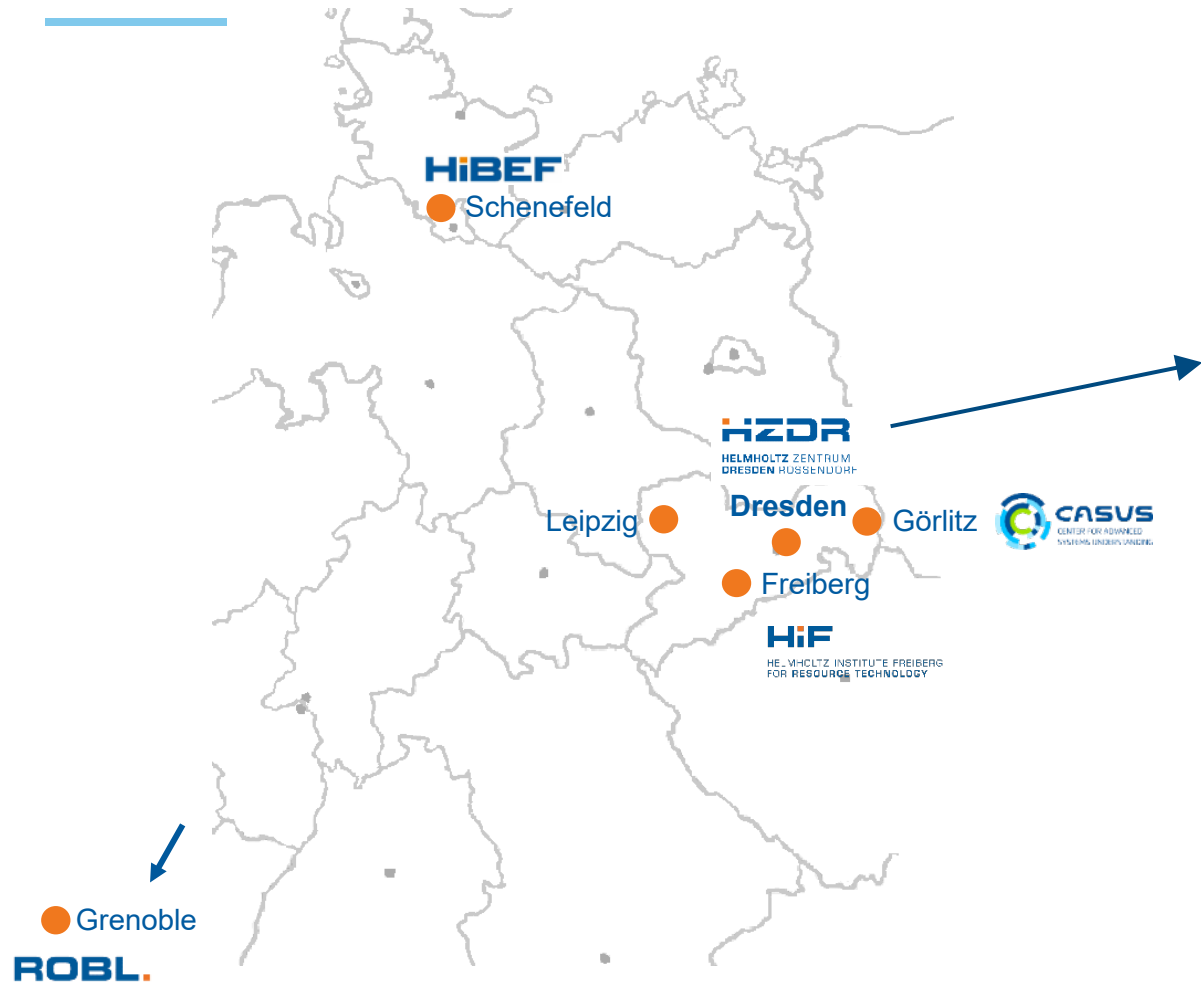 HiBEF
Schenefeld
HZDR
HELMHOLTZ ZENTRUM
DRESDEN ROSSENDORF
Dresden
Leipzig
Görlitz
CASUS
CENTER FOR ADVANCED
SYSTEMS UNDERSTANDING
Freiberg
HiF
HELMHOLTZ INSTITUTE FREIBERG
FOR RESOURCE TECHNOLOGY
Grenoble
ROBL.